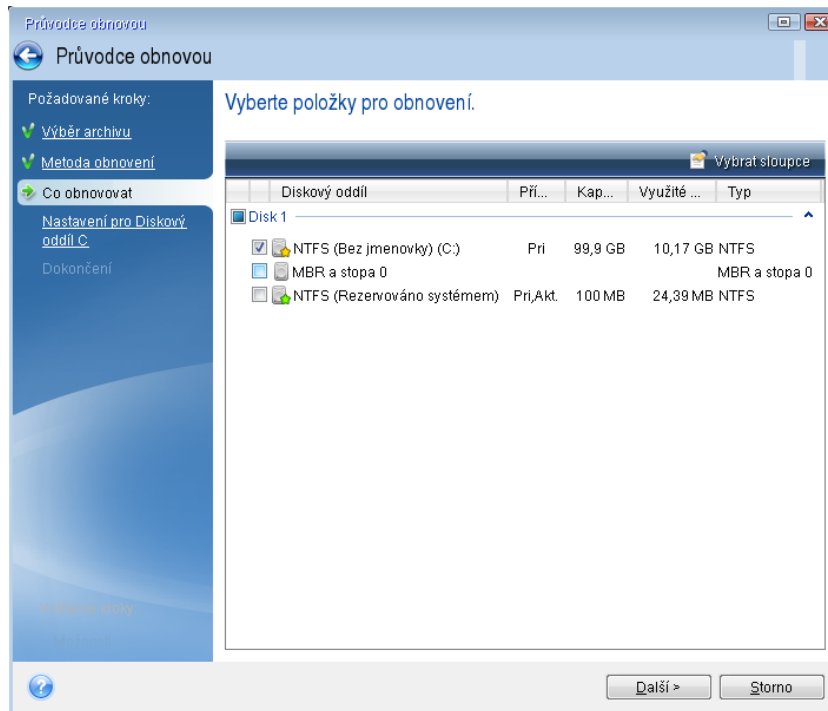 Průvodce obnovou
Průvodce obnovou
Požadované kroky:
Výběr archivu
Metoda obnovení
Co obnovovat
Nastavení pro Diskový
oddíl C
Dokončení
Vyberte položky pro obnovení.
Vybrat sloupce
Diskový oddíl Pří... Kap... Využité ... Typ
Disk 1
NTFS (Bez jmenovky) (C:) Pri 99,9 GB 10,17 GB NTFS
MBR a stopa 0 MBR a stopa 0
NTFS (Rezervováno systémem) Pri,Akt. 100 MB 24,39 MB NTFS
Další >
Storno